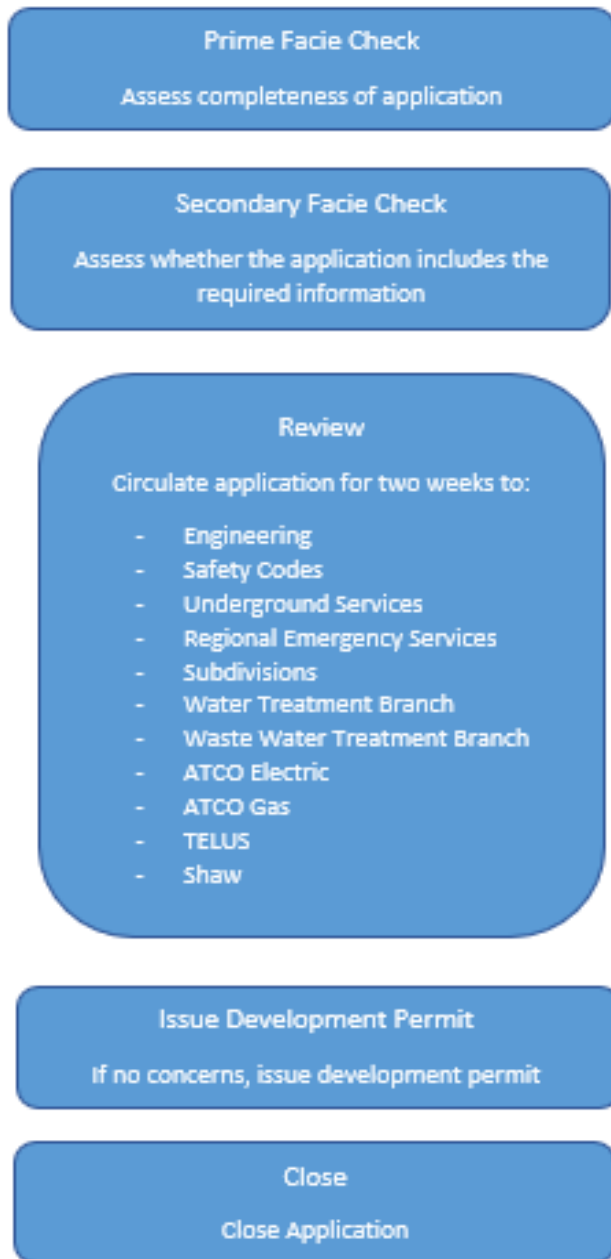 Prime Facie Check
Assess completeness of application
Secondary Facie Check
Assess whether the application includes the
required information
Review
Circulate application for two weeks to:
- Engineering
- Safety Codes
- Underground Services
- Regional Emergency Services
- Subdivisions
- Water Treatment Branch
- Waste Water Treatment Branch
- ATCO Electric
- ATCO Gas
- TELUS
- Shaw
Issue Development Permit
If no concerns, issue development permit
Close
Close Application